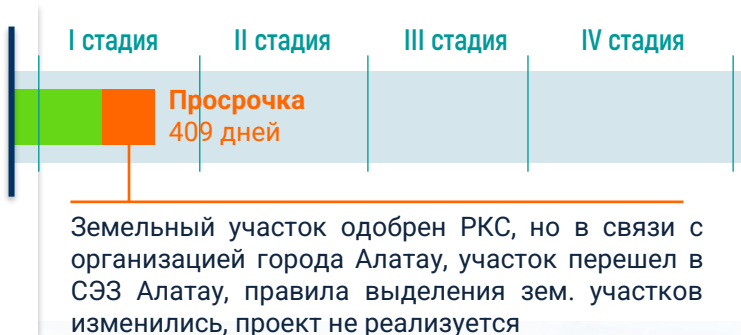 I стадия II стадия III стадия IV стадия
Просрочка
409 дней
Земельный участок одобрен РКС, но в связи с
организацией города Алатау, участок перешел в
СЭЗ Алатау, правила выделения зем. участков
изменились, проект не реализуется